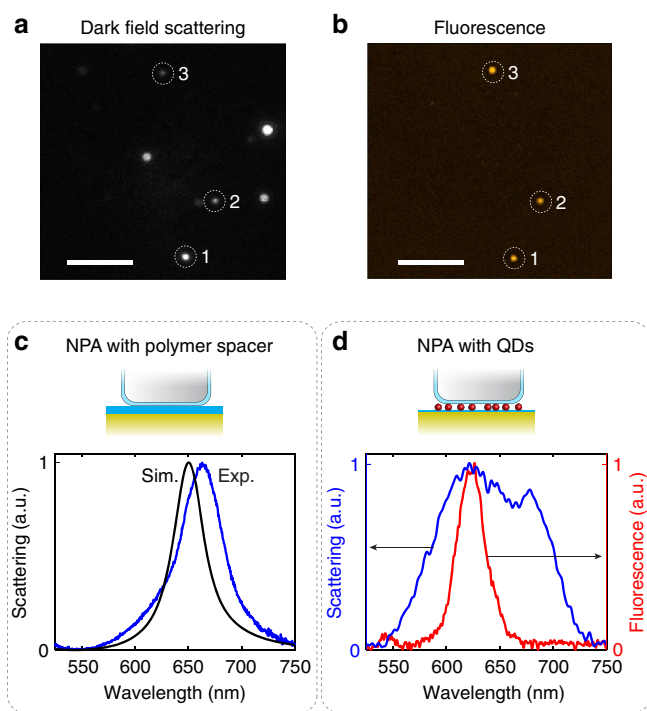 a Dark field scattering
b Fluorescence
3
2
1
3
2
1
c NPA with polymer spacer
Sim. Exp.
Scattering (a.u.)
1
0
550 600 650 700 750
Wavelength (nm)
d NPA with QDs
Scattering (a.u.)
1
0
1
0
Fluorescence (a.u.)
550 600 650 700 750
Wavelength (nm)